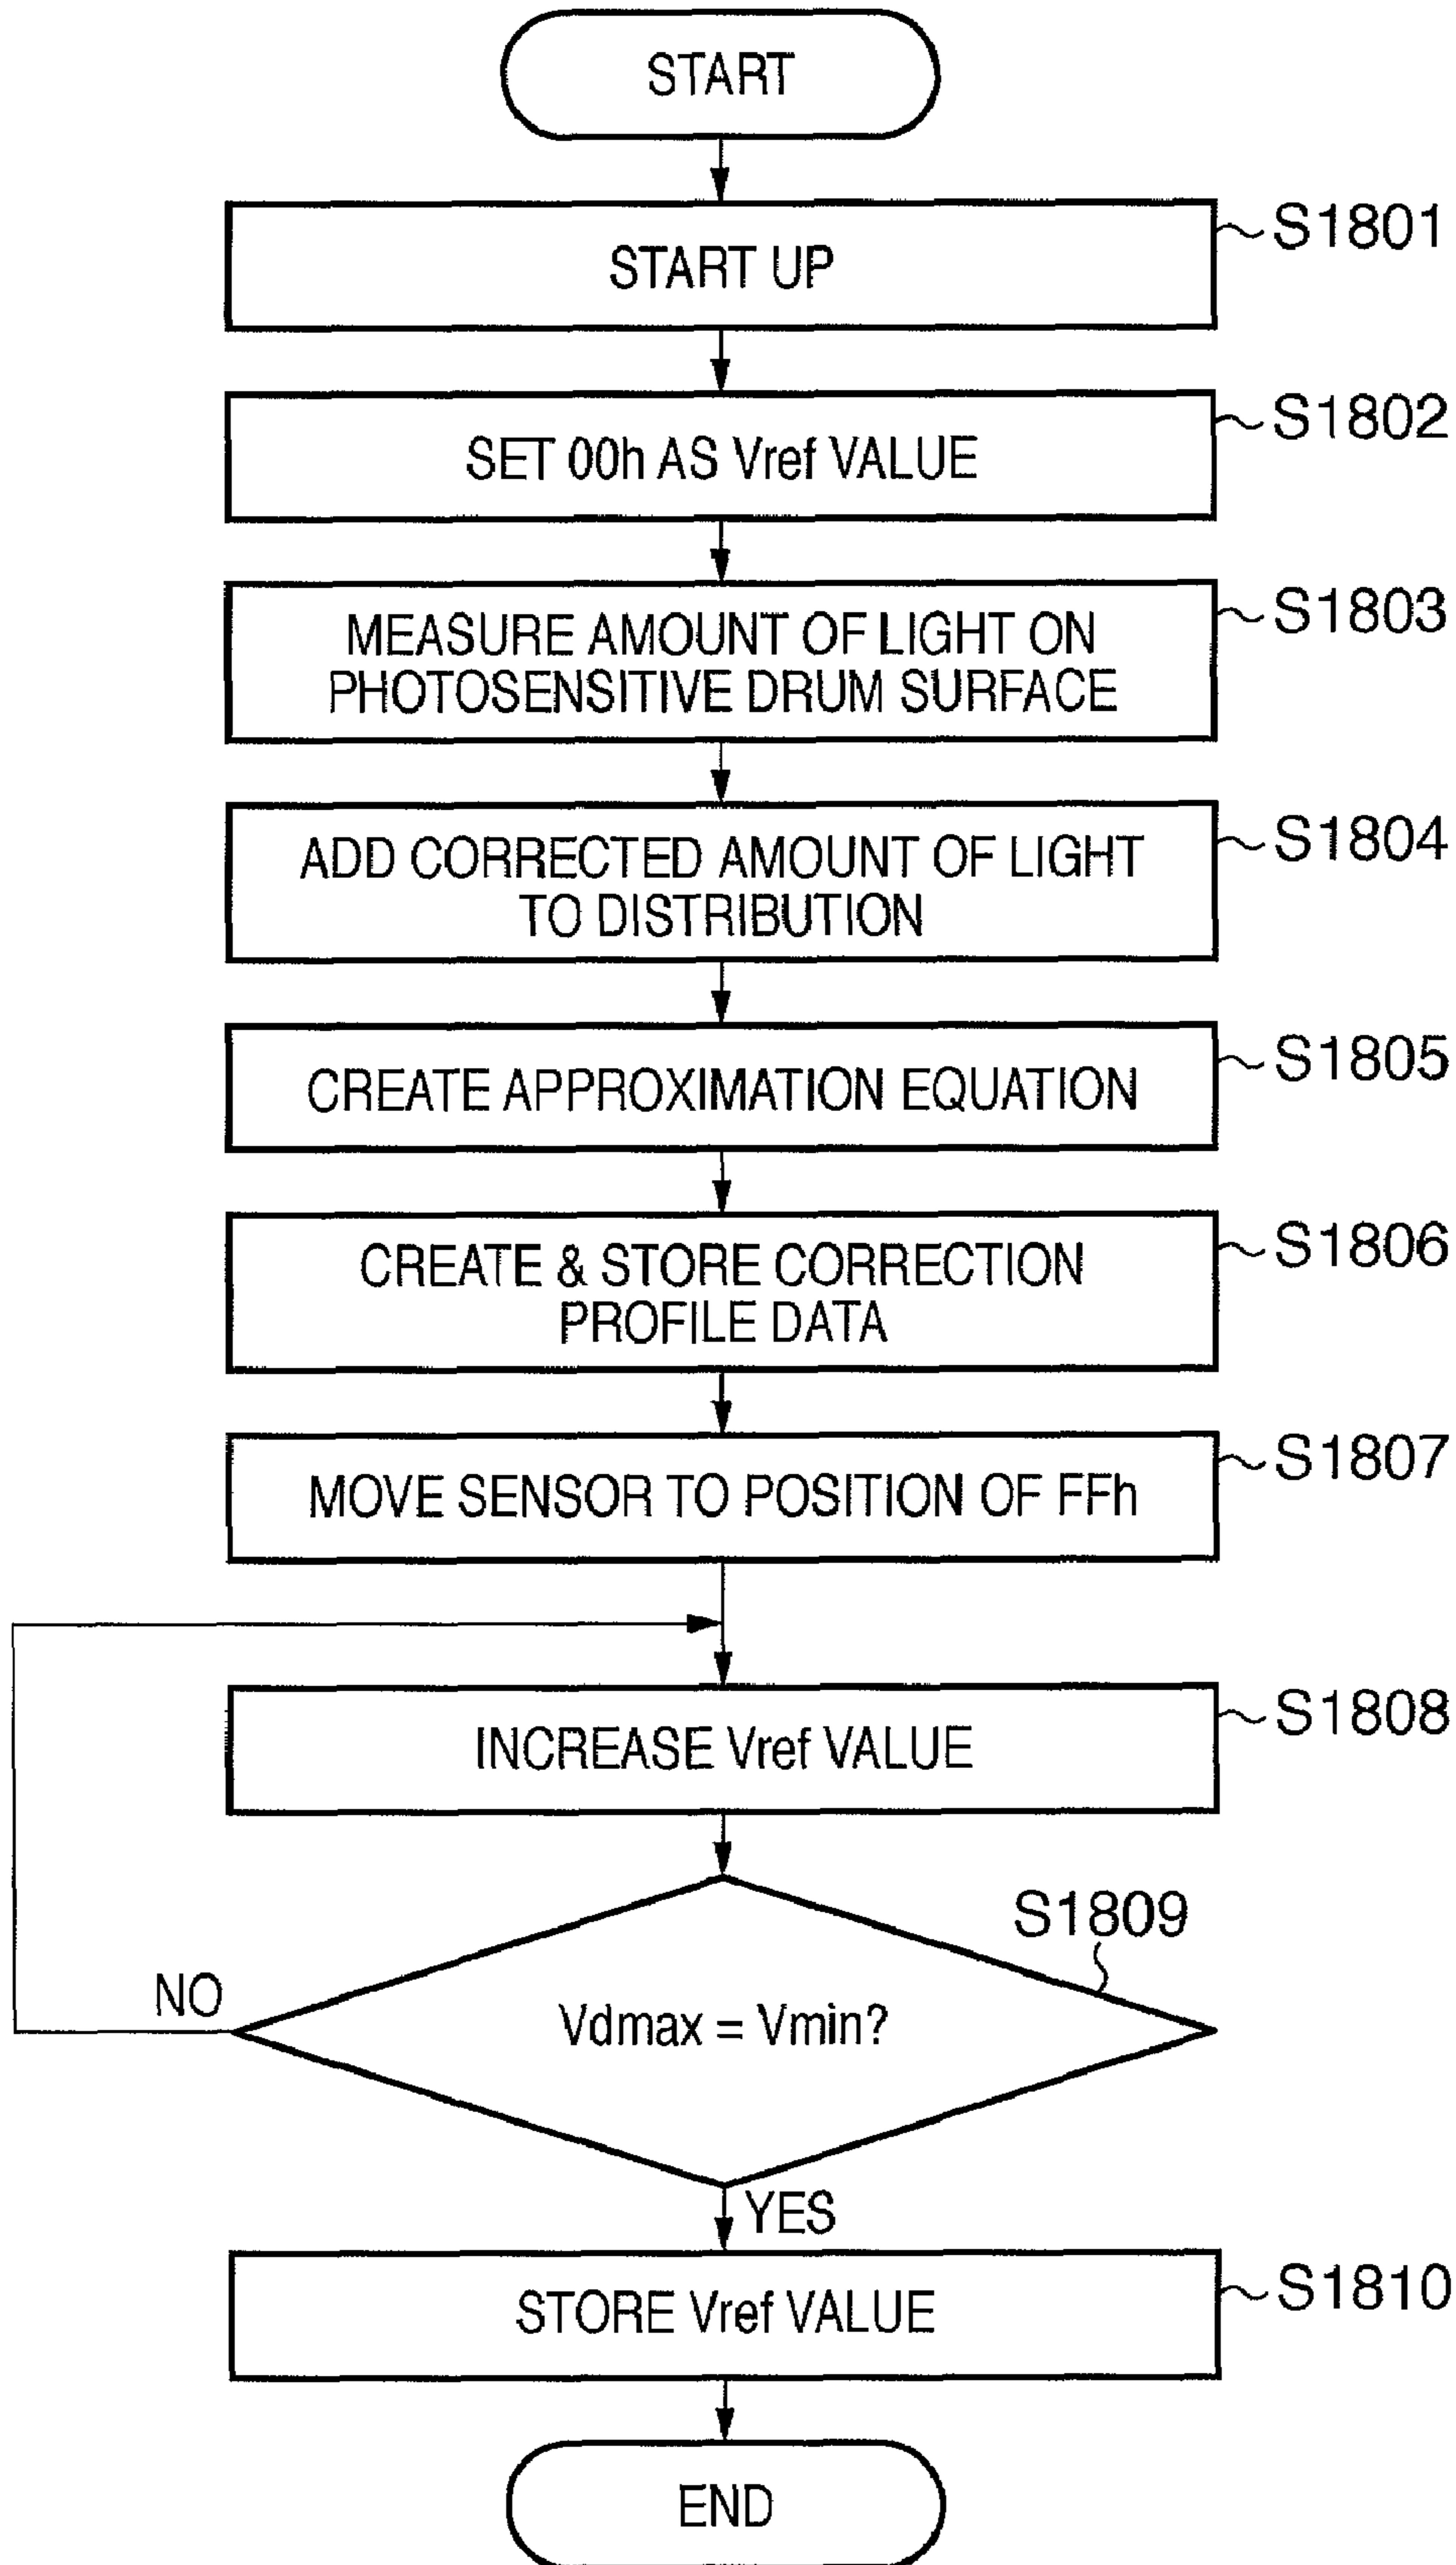 START
S1801
START UP
S1802
SET 00h AS Vref VALUE
S1803
MEASURE AMOUNT OF LIGHT ON
PHOTOSENSITIVE DRUM SURFACE
S1804
ADD CORRECTED AMOUNT OF LIGHT
TO DISTRIBUTION
S1805
CREATE APPROXIMATION EQUATION
S1806
CREATE & STORE CORRECTION
PROFILE DATA
S1807
MOVE SENSOR TO POSITION OF FFh
S1808
INCREASE Vref VALUE
S1809
NO
Vdmax = Vmin?
YES
S1810
STORE Vref VALUE
END